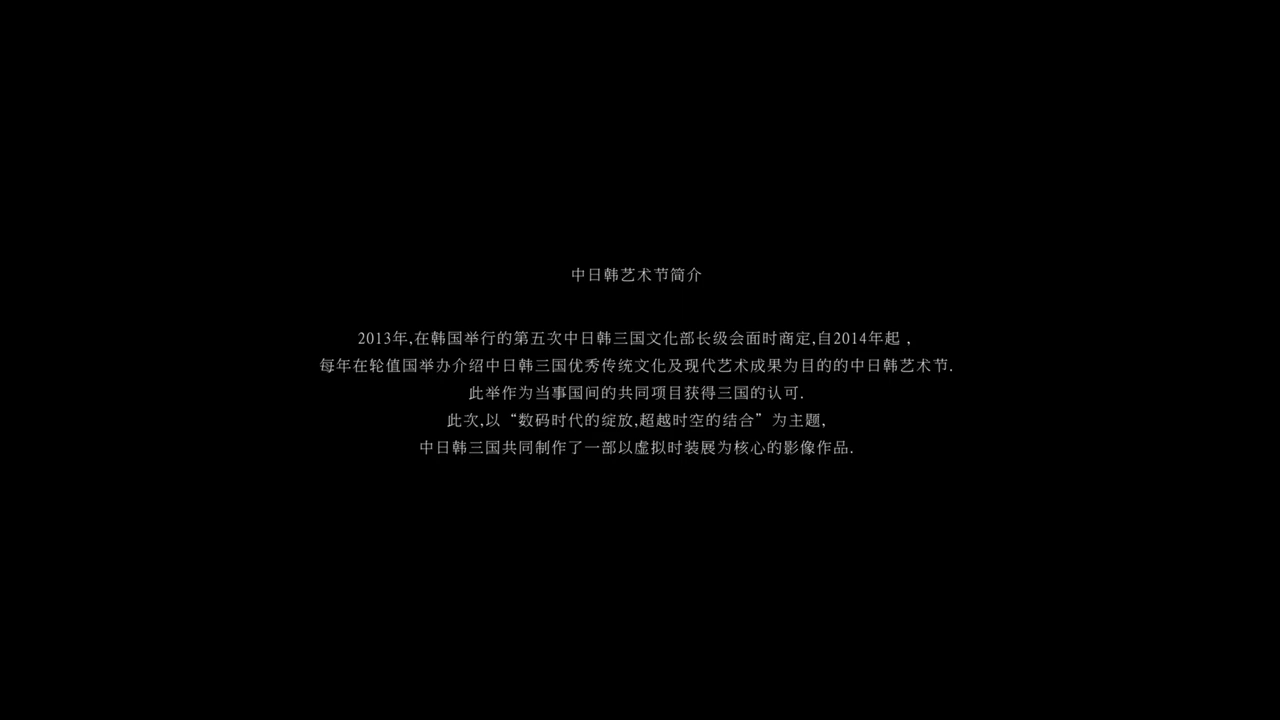 中日韩艺术节简介
2013年,在韩国举行的第五次中日韩三国文化部长级会面时商定,自2014年起 ,
每年在轮值国举办介绍中日韩三国优秀传统文化及现代艺术成果为目的的中日韩艺术节.
此举作为当事国间的共同项目获得三国的认可.
此次,以“数码时代的绽放,超越时空的结合”为主题,
中日韩三国共同制作了一部以虚拟时装展为核心的影像作品.